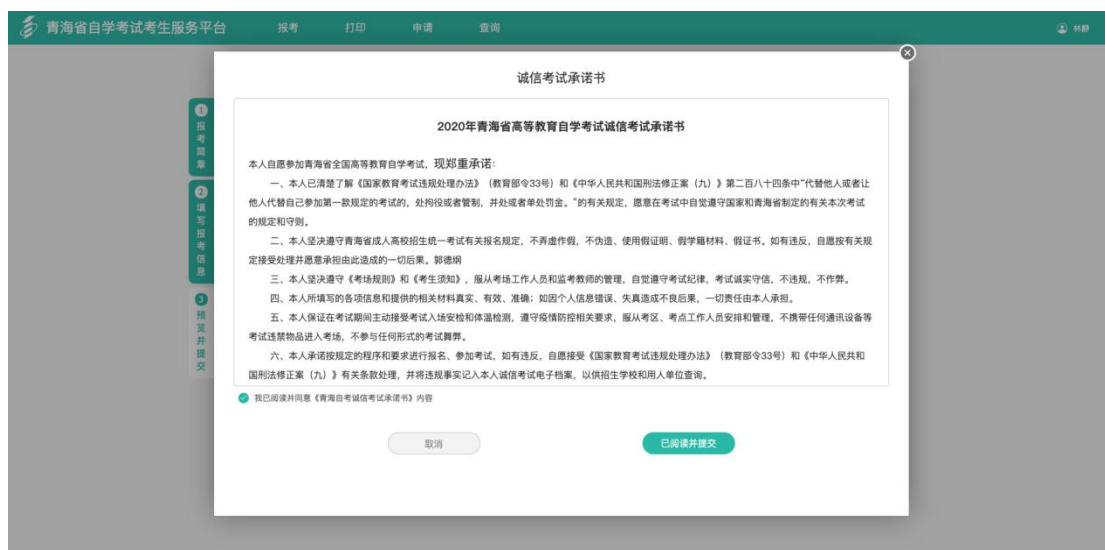 青海省自学考试考生服务平台 报考 打印 申请 查询 林静
诚信考试承诺书
2020年青海省高等教育自学考试诚信考试承诺书
本人自愿参加青海省全国高等教育自学考试，现郑重承诺：
一、本人已清楚了解《国家教育考试违规处理办法》（教育部令33号）和《中华人民共和国刑法修正案（九）》第二百八十四条中“代替他人或者让
他人代替自己参加第一款规定的考试的，处拘役或者管制，并处或者单处罚金。”的有关规定，愿意在考试中自觉遵守国家和青海省制定的有关本次考试
的规定和守则。
二、本人坚决遵守青海省成人高校招生统一考试有关报名规定，不弄虚作假，不伪造、使用假证明、假学籍材料、假证书。如有违反，自愿按有关规
定接受处理并愿意承担由此造成的一切后果。郭德纲
三、本人坚决遵守《考场规则》和《考生须知》，服从考场工作人员和监考教师的管理，自觉遵守考试纪律，考试诚实守信，不违规，不作弊。
四、本人所填写的各项信息和提供的相关材料真实、有效、准确；如因个人信息错误、失真造成不良后果，一切责任由本人承担。
五、本人保证在考试期间主动接受考试入场安检和体温检测，遵守疫情防控相关要求，服从考区、考点工作人员安排和管理，不携带任何通讯设备等
考试违禁物品进入考场，不参与任何形式的考试舞弊。
六、本人承诺按规定的程序和要求进行报名、参加考试，如有违反，自愿接受《国家教育考试违规处理办法》（教育部令33号）和《中华人民共和
国刑法修正案（九）》有关条款处理，并将违规事实记入本人诚信考试电子档案，以供招生学校和用人单位查询。
我已阅读并同意《青海自考诚信考试承诺书》内容
取消 已阅读并提交
1 报考简章
2 填写报考信息
3 预览并提交